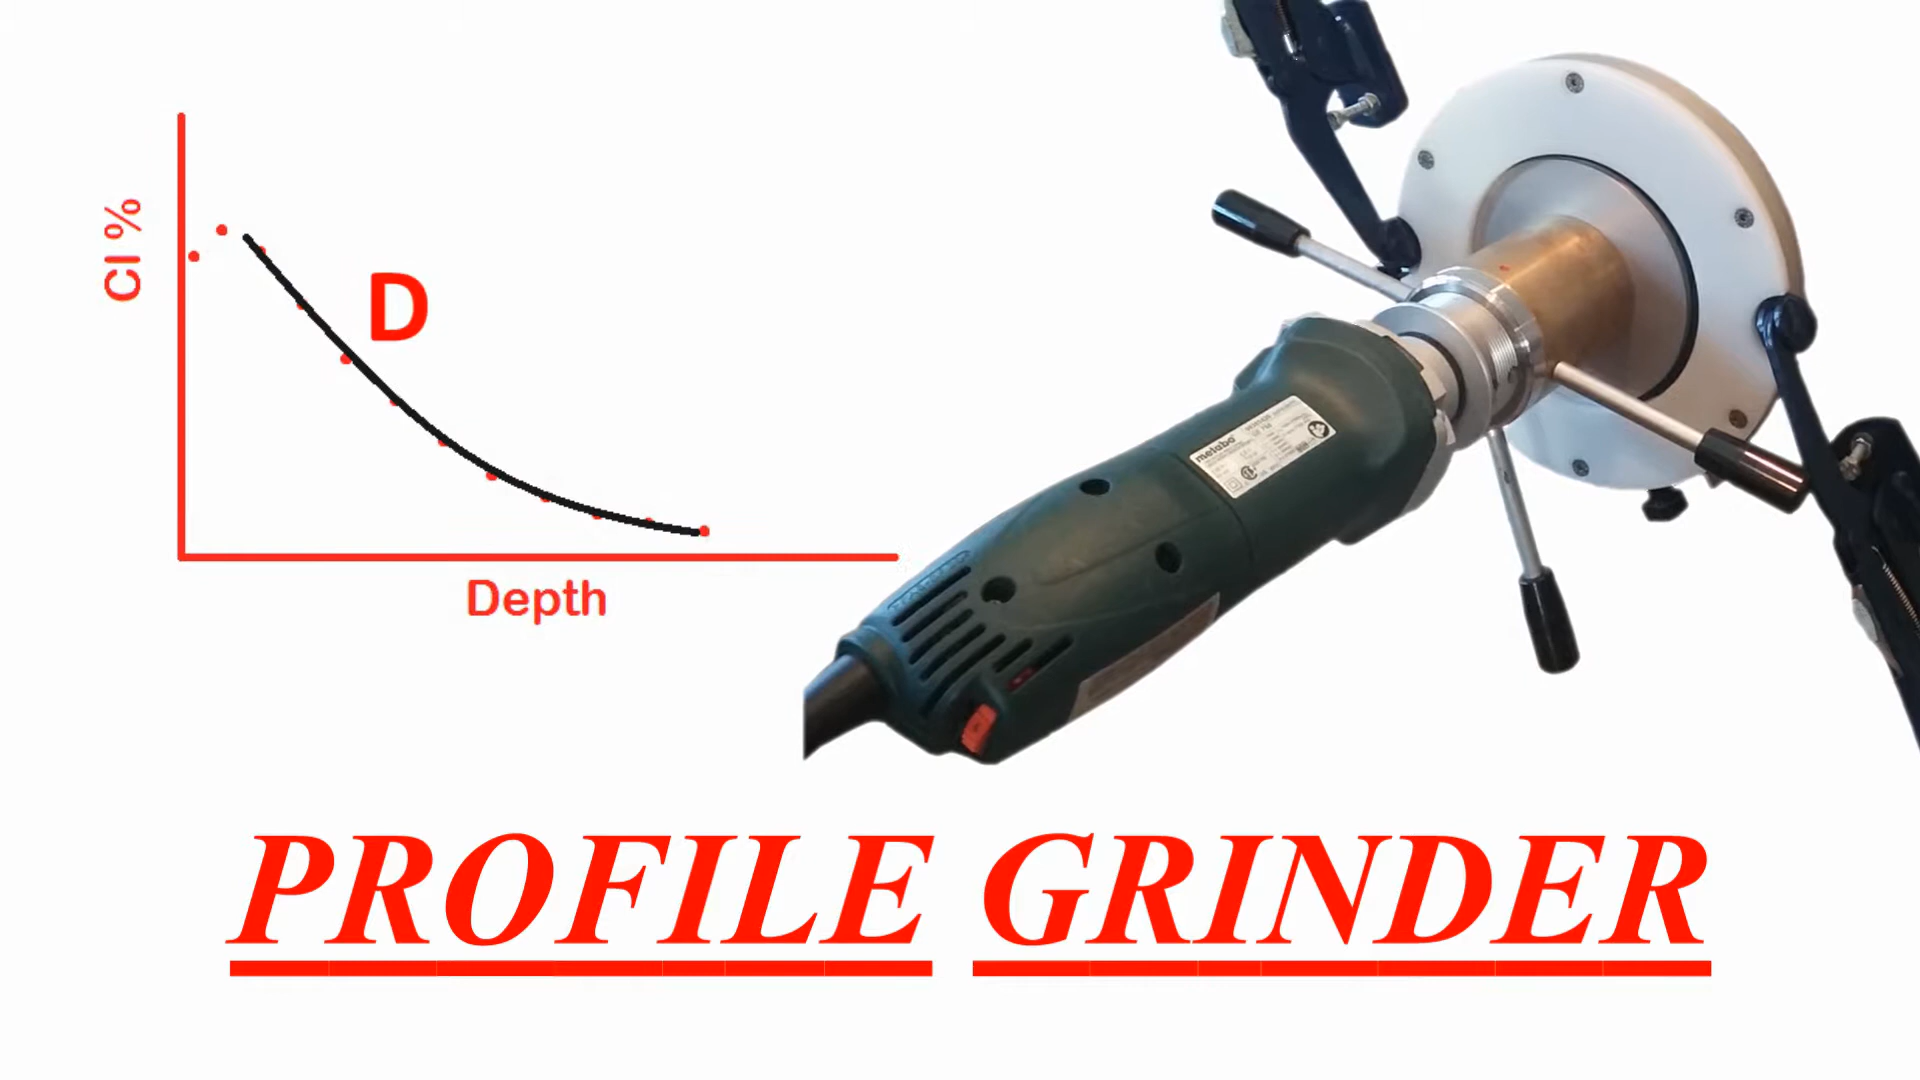 Cl %
D
Depth
metabo
PROFILE GRINDER